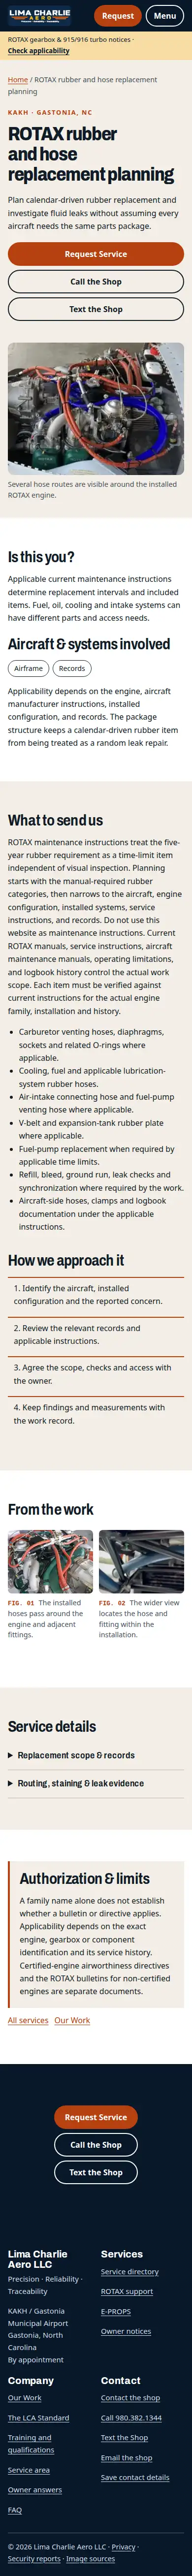 LIMA CHARLIE
AERO
Request
Menu
ROTAX gearbox & 915/916 turbo notices ·
Check applicability
Home / ROTAX rubber and hose replacement
planning
KAKH · GASTONIA, NC
ROTAX rubber
and hose
replacement planning
Plan calendar-driven rubber replacement and
investigate fluid leaks without assuming every
aircraft needs the same parts package.
Request Service
Call the Shop
Text the Shop
Several hose routes are visible around the installed
ROTAX engine.
Is this you?
Applicable current maintenance instructions
determine replacement intervals and included
items. Fuel, oil, cooling and intake systems can
have different parts and access needs.
Aircraft & systems involved
Airframe
Records
Applicability depends on the engine, aircraft
manufacturer instructions, installed
configuration, and records. The package
structure keeps a calendar-driven rubber item
from being treated as a random leak repair.
What to send us
ROTAX maintenance instructions treat the five-
year rubber requirement as a time-limit item
independent of visual inspection. Planning
starts with the manual-required rubber
categories, then narrows to the aircraft, engine
configuration, installed systems, service
instructions, and records. Do not use this
website as maintenance instructions. Current
ROTAX manuals, service instructions, aircraft
maintenance manuals, operating limitations,
and logbook history control the actual work
scope. Each item must be verified against
current instructions for the actual engine
family, installation and history.
• Carburetor venting hoses, diaphragms,
sockets and related O-rings where
applicable.
• Cooling, fuel and applicable lubrication-
system rubber hoses.
• Air-intake connecting hose and fuel-pump
venting hose where applicable.
• V-belt and expansion-tank rubber plate
where applicable.
• Fuel-pump replacement when required by
applicable time limits.
• Refill, bleed, ground run, leak checks and
synchronization where required by the work.
• Aircraft-side hoses, clamps and logbook
documentation under the applicable
instructions.
How we approach it
1. Identify the aircraft, installed
configuration and the reported concern.
2. Review the relevant records and
applicable instructions.
3. Agree the scope, checks and access with
the owner.
4. Keep findings and measurements with
the work record.
From the work
FIG. 01 The installed
hoses pass around the
engine and adjacent
fittings.
FIG. 02 The wider view
locates the hose and
fitting within the
installation.
Service details
Replacement scope & records
Routing, staining & leak evidence
Authorization & limits
A family name alone does not establish
whether a bulletin or directive applies.
Applicability depends on the exact
engine, gearbox or component
identification and its service history.
Certified-engine airworthiness directives
and the ROTAX bulletins for non-certified
engines are separate documents.
All services Our Work
Request Service
Call the Shop
Text the Shop
Lima Charlie
Aero LLC
Precision · Reliability ·
Traceability
KAKH / Gastonia
Municipal Airport
Gastonia, North
Carolina
By appointment
Services
Service directory
ROTAX support
E-PROPS
Owner notices
Company
Our Work
The LCA Standard
Training and
qualifications
Service area
Owner answers
FAQ
Contact
Contact the shop
Call 980.382.1344
Text the Shop
Email the shop
Save contact details
© 2026 Lima Charlie Aero LLC · Privacy ·
Security reports · Image sources